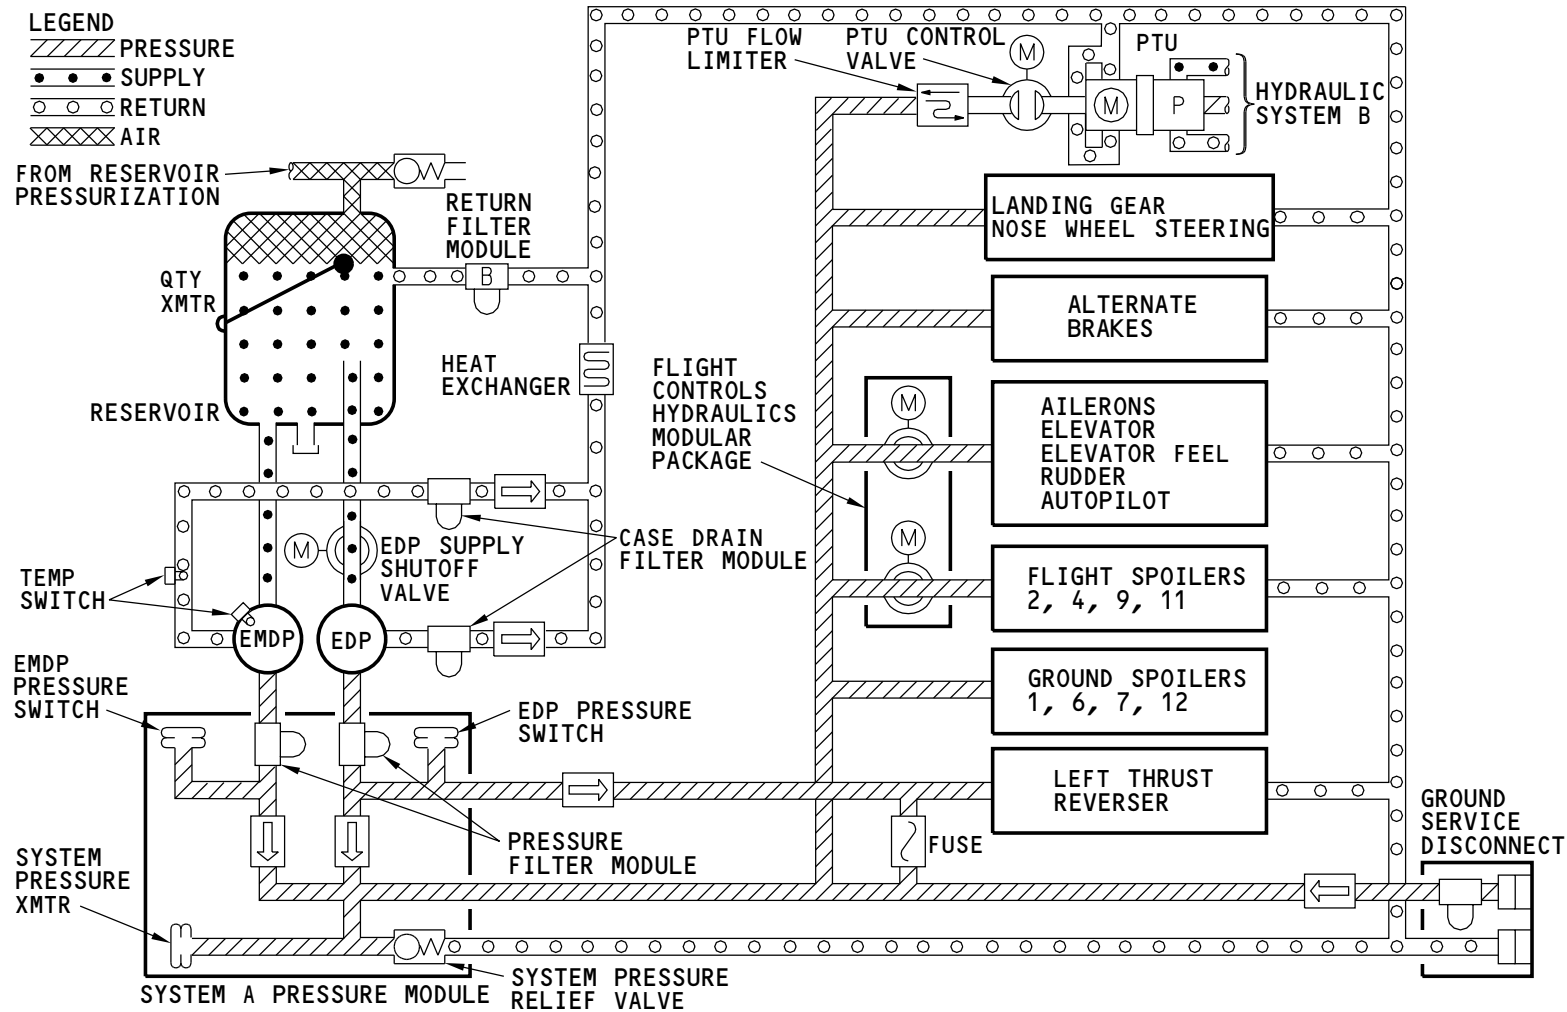 LEGEND
PRESSURE
SUPPLY
RETURN
AIR
FROM RESERVOIR
PRESSURIZATION
RETURN
FILTER
MODULE
B
QTY
XMTR
HEAT
EXCHANGER
RESERVOIR
PTU FLOW
LIMITER
PTU CONTROL
VALVE
M
PTU
M
P
HYDRAULIC
SYSTEM B
LANDING GEAR
NOSE WHEEL STEERING
ALTERNATE
BRAKES
FLIGHT
CONTROLS
HYDRAULICS
MODULAR
PACKAGE
M
AILERONS
ELEVATOR
ELEVATOR FEEL
RUDDER
AUTOPILOT
M
FLIGHT SPOILERS
2, 4, 9, 11
GROUND SPOILERS
1, 6, 7, 12
LEFT THRUST
REVERSER
M
EDP SUPPLY
SHUTOFF
VALVE
CASE DRAIN
FILTER MODULE
TEMP
SWITCH
EMDP
EDP
EMDP
PRESSURE
SWITCH
EDP PRESSURE
SWITCH
PRESSURE
FILTER MODULE
FUSE
GROUND
SERVICE
DISCONNECT
SYSTEM
PRESSURE
XMTR
SYSTEM A PRESSURE MODULE
SYSTEM PRESSURE
RELIEF VALVE